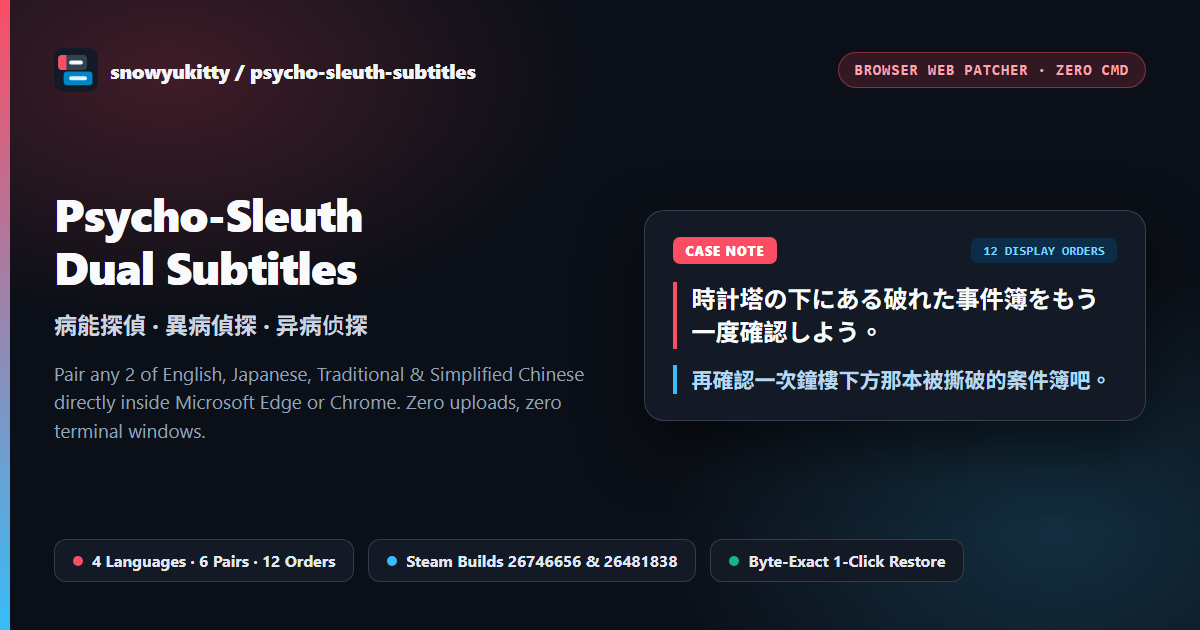 snowyukitty / psycho-sleuth-subtitles
BROWSER WEB PATCHER · ZERO CMD
Psycho-Sleuth
Dual Subtitles
病能探偵 · 異病偵探 · 异病侦探
Pair any 2 of English, Japanese, Traditional & Simplified Chinese
directly inside Microsoft Edge or Chrome. Zero uploads, zero
terminal windows.
CASE NOTE
12 DISPLAY ORDERS
時計塔の下にある破れた事件簿をもう
一度確認しよう。
再確認一次鐘樓下方那本被撕破的案件簿吧。
4 Languages · 6 Pairs · 12 Orders
Steam Builds 26746656 & 26481838
Byte-Exact 1-Click Restore